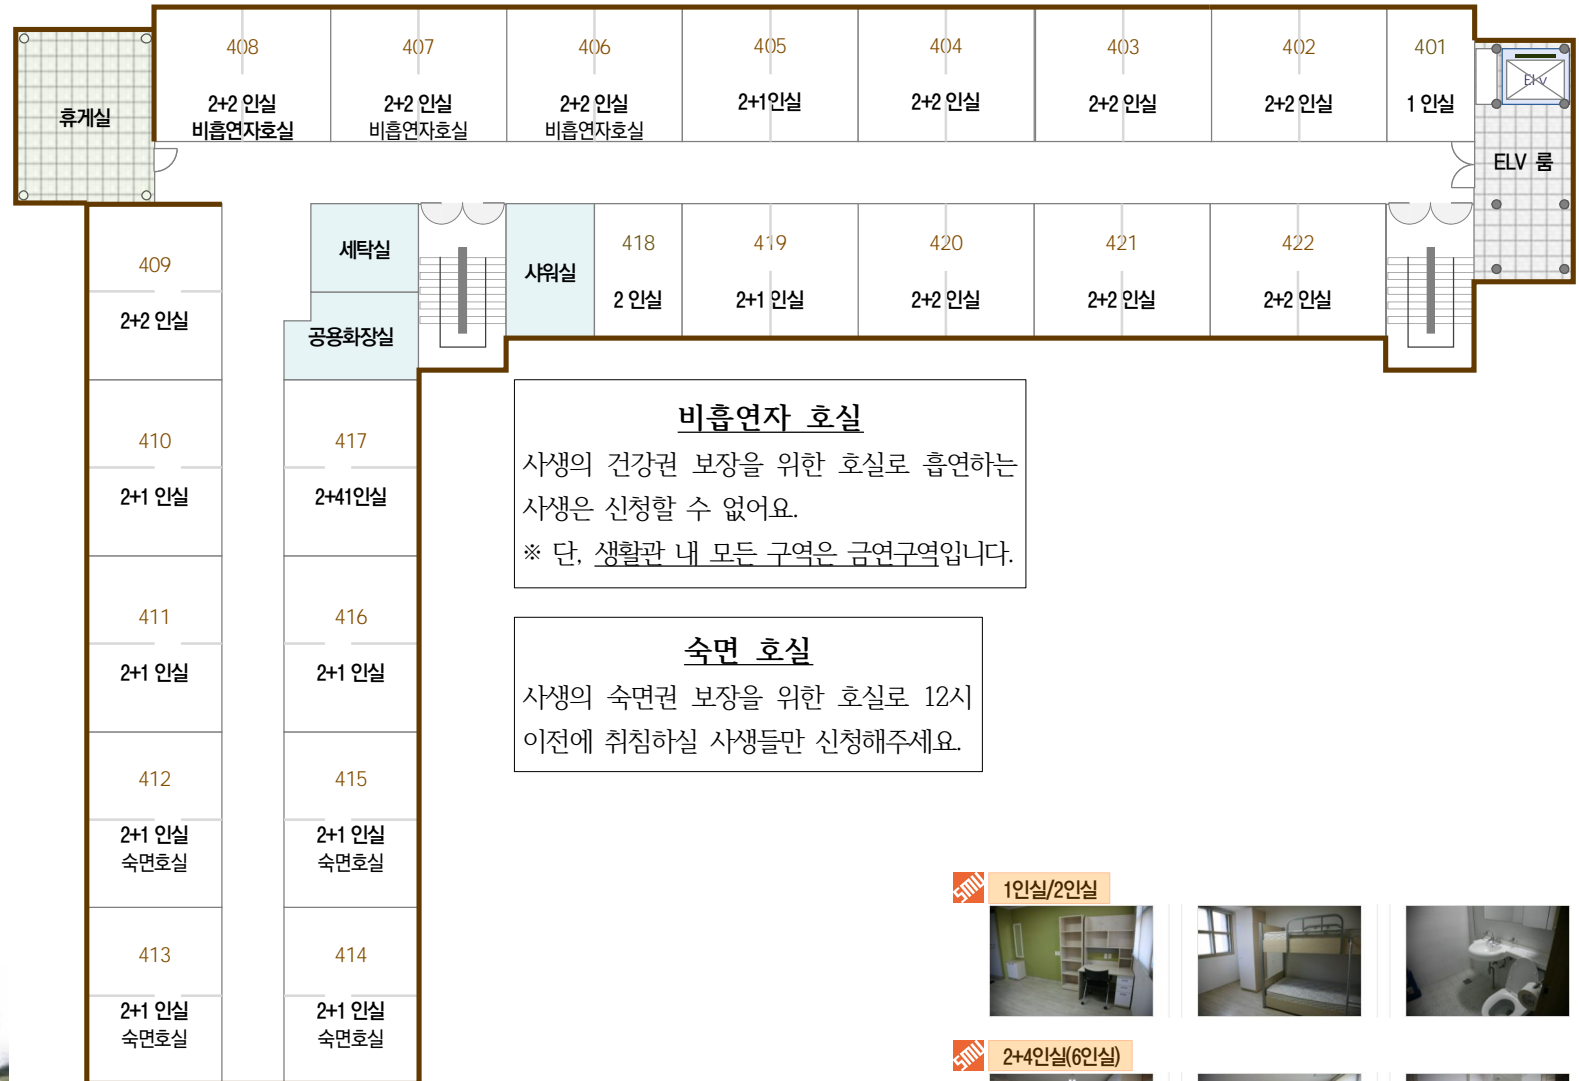 408
407
406
405
404
403
402
401
2+2 인실
비흡연자호실
2+2 인실
비흡연자호실
2+2 인실
비흡연자호실
2+1인실
2+2 인실
2+2 인실
2+2 인실
1 인실
ELV
휴게실
ELV 룸
세탁실
샤워실
공용화장실
418
2 인실
419
2+1 인실
420
2+2 인실
421
2+2 인실
422
2+2 인실
409
2+2 인실
410
2+1 인실
417
2+41인실
411
2+1 인실
416
2+1 인실
412
2+1 인실
숙면호실
415
2+1 인실
숙면호실
413
2+1 인실
숙면호실
414
2+1 인실
숙면호실
비흡연자 호실
사생의 건강권 보장을 위한 호실로 흡연하는
사생은 신청할 수 없어요.
※ 단, 생활관 내 모든 구역은 금연구역입니다.
숙면 호실
사생의 숙면권 보장을 위한 호실로 12시
이전에 취침하실 사생들만 신청해주세요.
SMU 1인실/2인실
SMU 2+4인실(6인실)